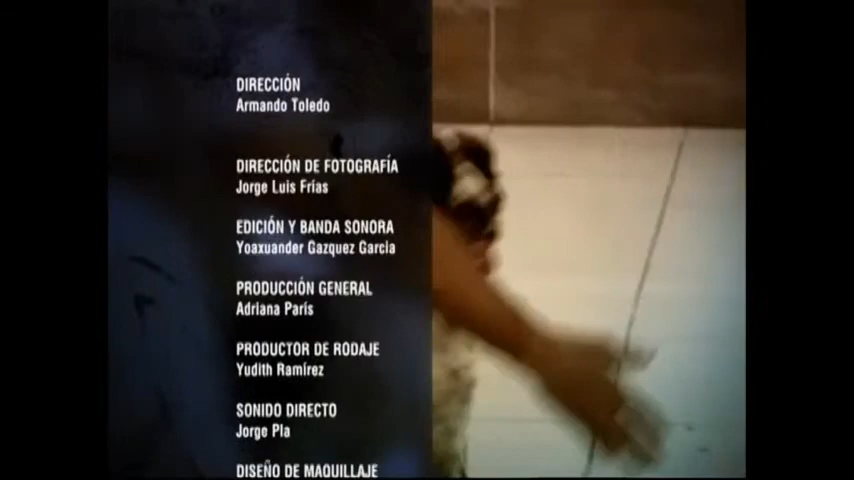 DIRECCIÓN
Armando Toledo
DIRECCIÓN DE FOTOGRAFÍA
Jorge Luis Frías
EDICIÓN Y BANDA SONORA
Yoaxuander Gazquez Garcia
PRODUCCIÓN GENERAL
Adriana París
PRODUCTOR DE RODAJE
Yudith Ramírez
SONIDO DIRECTO
Jorge Pla
DISEÑO DE MAQUILLAJE